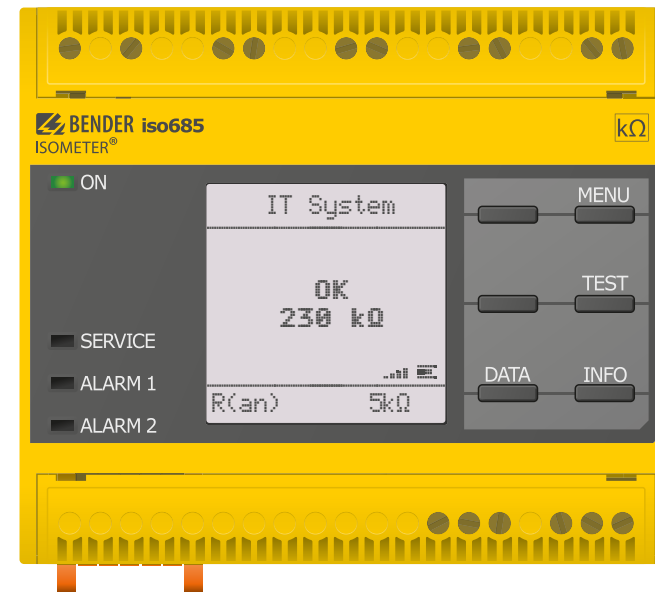 BENDER iso685
ISOMETER®
kΩ
ON
SERVICE
ALARM 1
ALARM 2
IT System
OK
230 kΩ
R(an) 5kΩ
MENU
TEST
DATA INFO